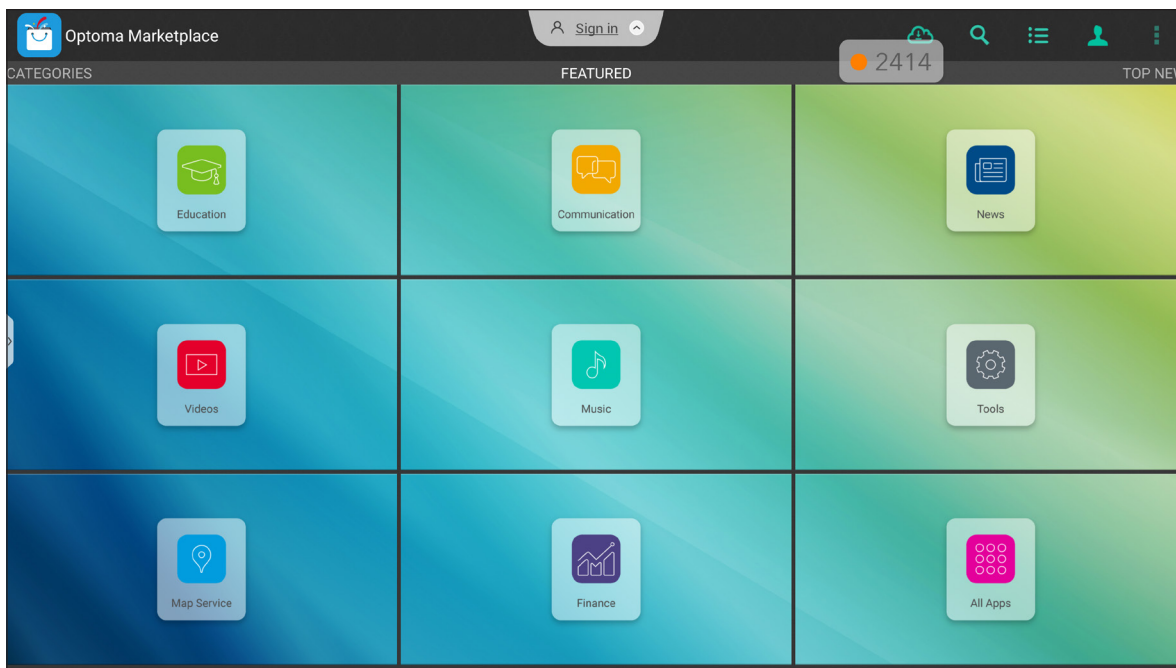 Optoma Marketplace
Sign in
2414
CATEGORIES
FEATURED
TOP NEW
Education
Communication
News
Videos
Music
Tools
Map Service
Finance
All Apps